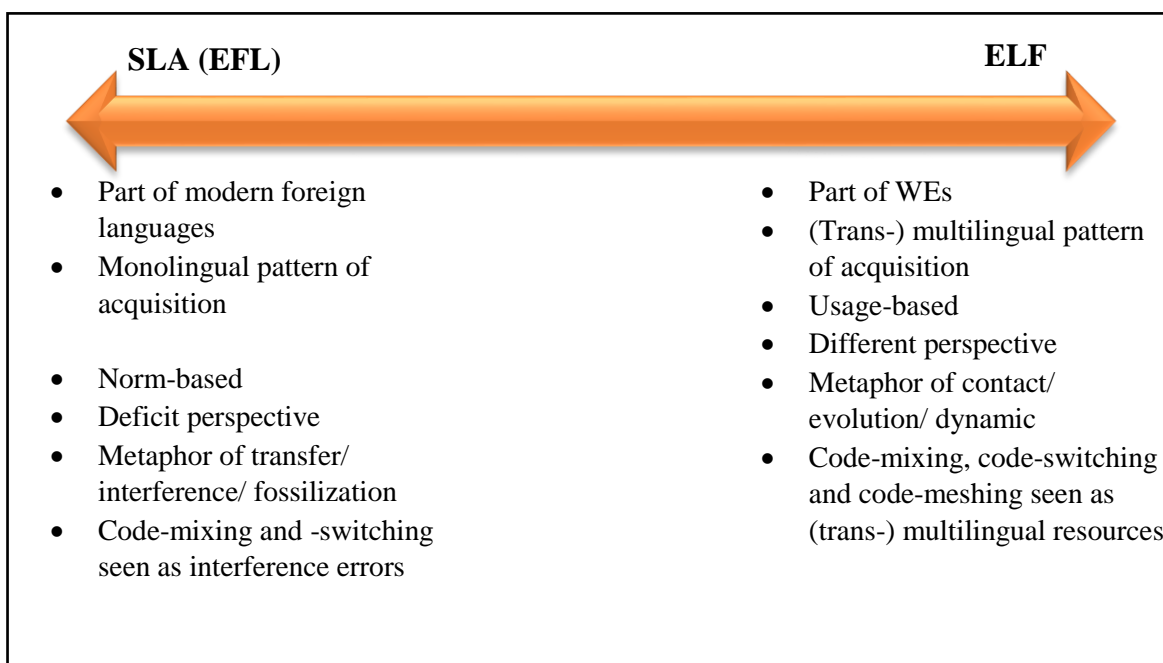 SLA (EFL)
ELF
• Part of modern foreign
languages
• Monolingual pattern of
acquisition
• Norm-based
• Deficit perspective
• Metaphor of transfer/
interference/ fossilization
• Code-mixing and -switching
seen as interference errors
• Part of WEs
• (Trans-) multilingual pattern
of acquisition
• Usage-based
• Different perspective
• Metaphor of contact/
evolution/ dynamic
• Code-mixing, code-switching
and code-meshing seen as
(trans-) multilingual resources